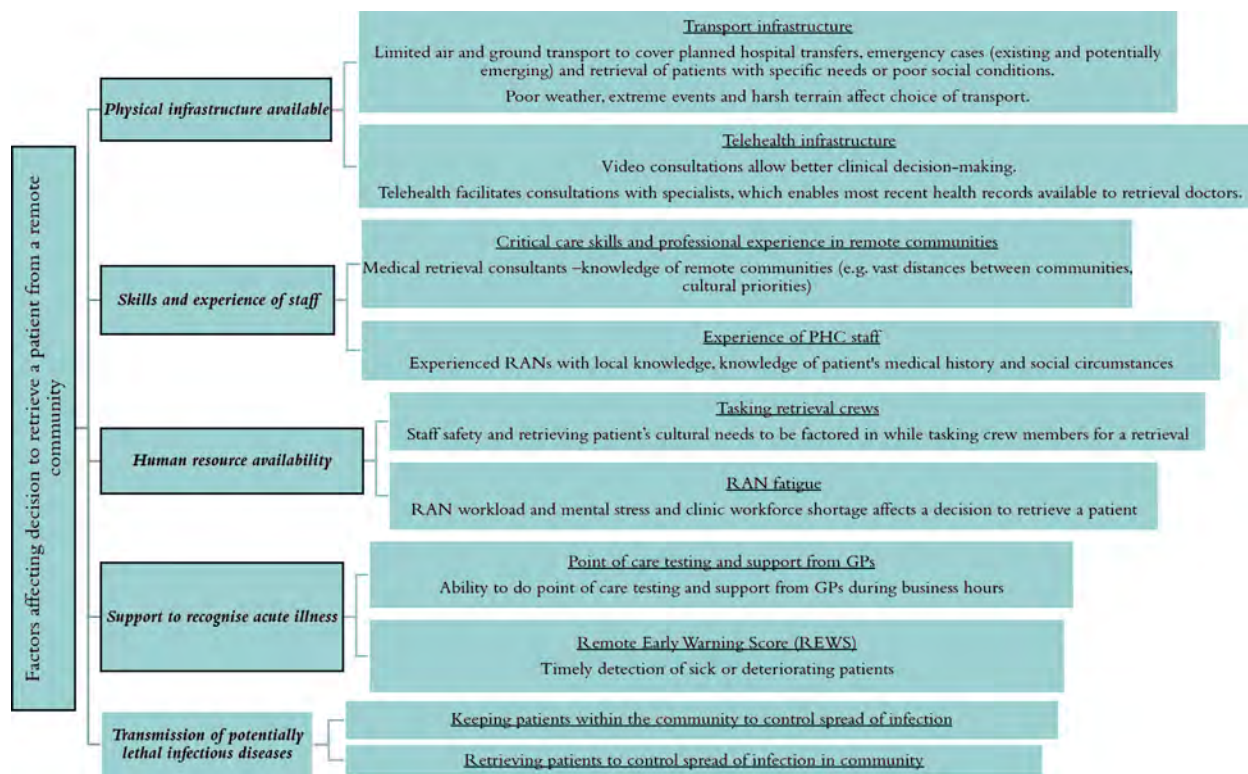 Factors affecting decision to retrieve a patient from a remote
community
Physical infrastructure available
Transport infrastructure
Limited air and ground transport to cover planned hospital transfers, emergency cases (existing and potentially
emerging) and retrieval of patients with specific needs or poor social conditions.
Poor weather, extreme events and harsh terrain affect choice of transport.
Telehealth infrastructure
Video consultations allow better clinical decision-making.
Telehealth facilitates consultations with specialists, which enables most recent health records available to retrieval doctors.
Skills and experience of staff
Critical care skills and professional experience in remote communities
Medical retrieval consultants –knowledge of remote communities (e.g. vast distances between communities,
cultural priorities)
Experience of PHC staff
Experienced RANs with local knowledge, knowledge of patient's medical history and social circumstances
Human resource availability
Tasking retrieval crews
Staff safety and retrieving patient's cultural needs to be factored in while tasking crew members for a retrieval
RAN fatigue
RAN workload and mental stress and clinic workforce shortage affects a decision to retrieve a patient
Support to recognise acute illness
Point of care testing and support from GPs
Ability to do point of care testing and support from GPs during business hours
Remote Early Warning Score (REWS)
Timely detection of sick or deteriorating patients
Transmission of potentially
lethal infectious diseases
Keeping patients within the community to control spread of infection
Retrieving patients to control spread of infection in community